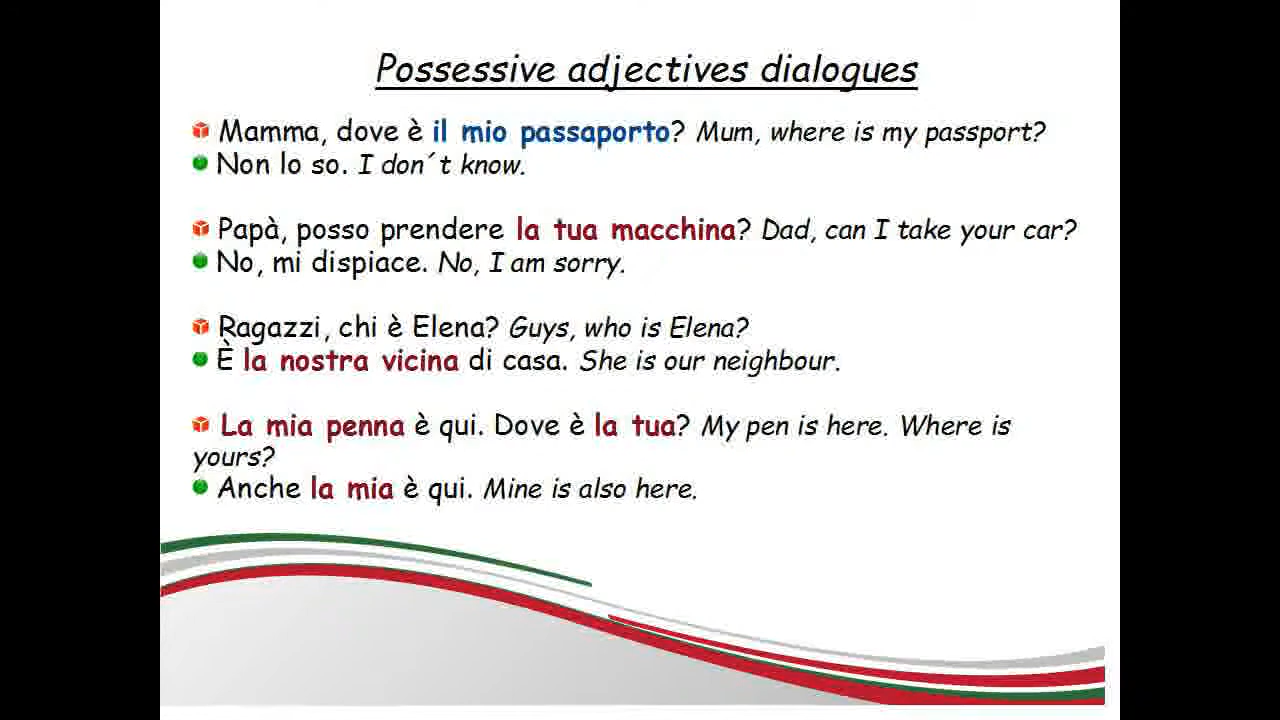 Possessive adjectives dialogues
Mamma, dove è il mio passaporto? Mum, where is my passport?
Non lo so. I don´t know.
Papà, posso prendere la tua macchina? Dad, can I take your car?
No, mi dispiace. No, I am sorry.
Ragazzi, chi è Elena? Guys, who is Elena?
È la nostra vicina di casa. She is our neighbour.
La mia penna è qui. Dove è la tua? My pen is here. Where is
yours?
Anche la mia è qui. Mine is also here.